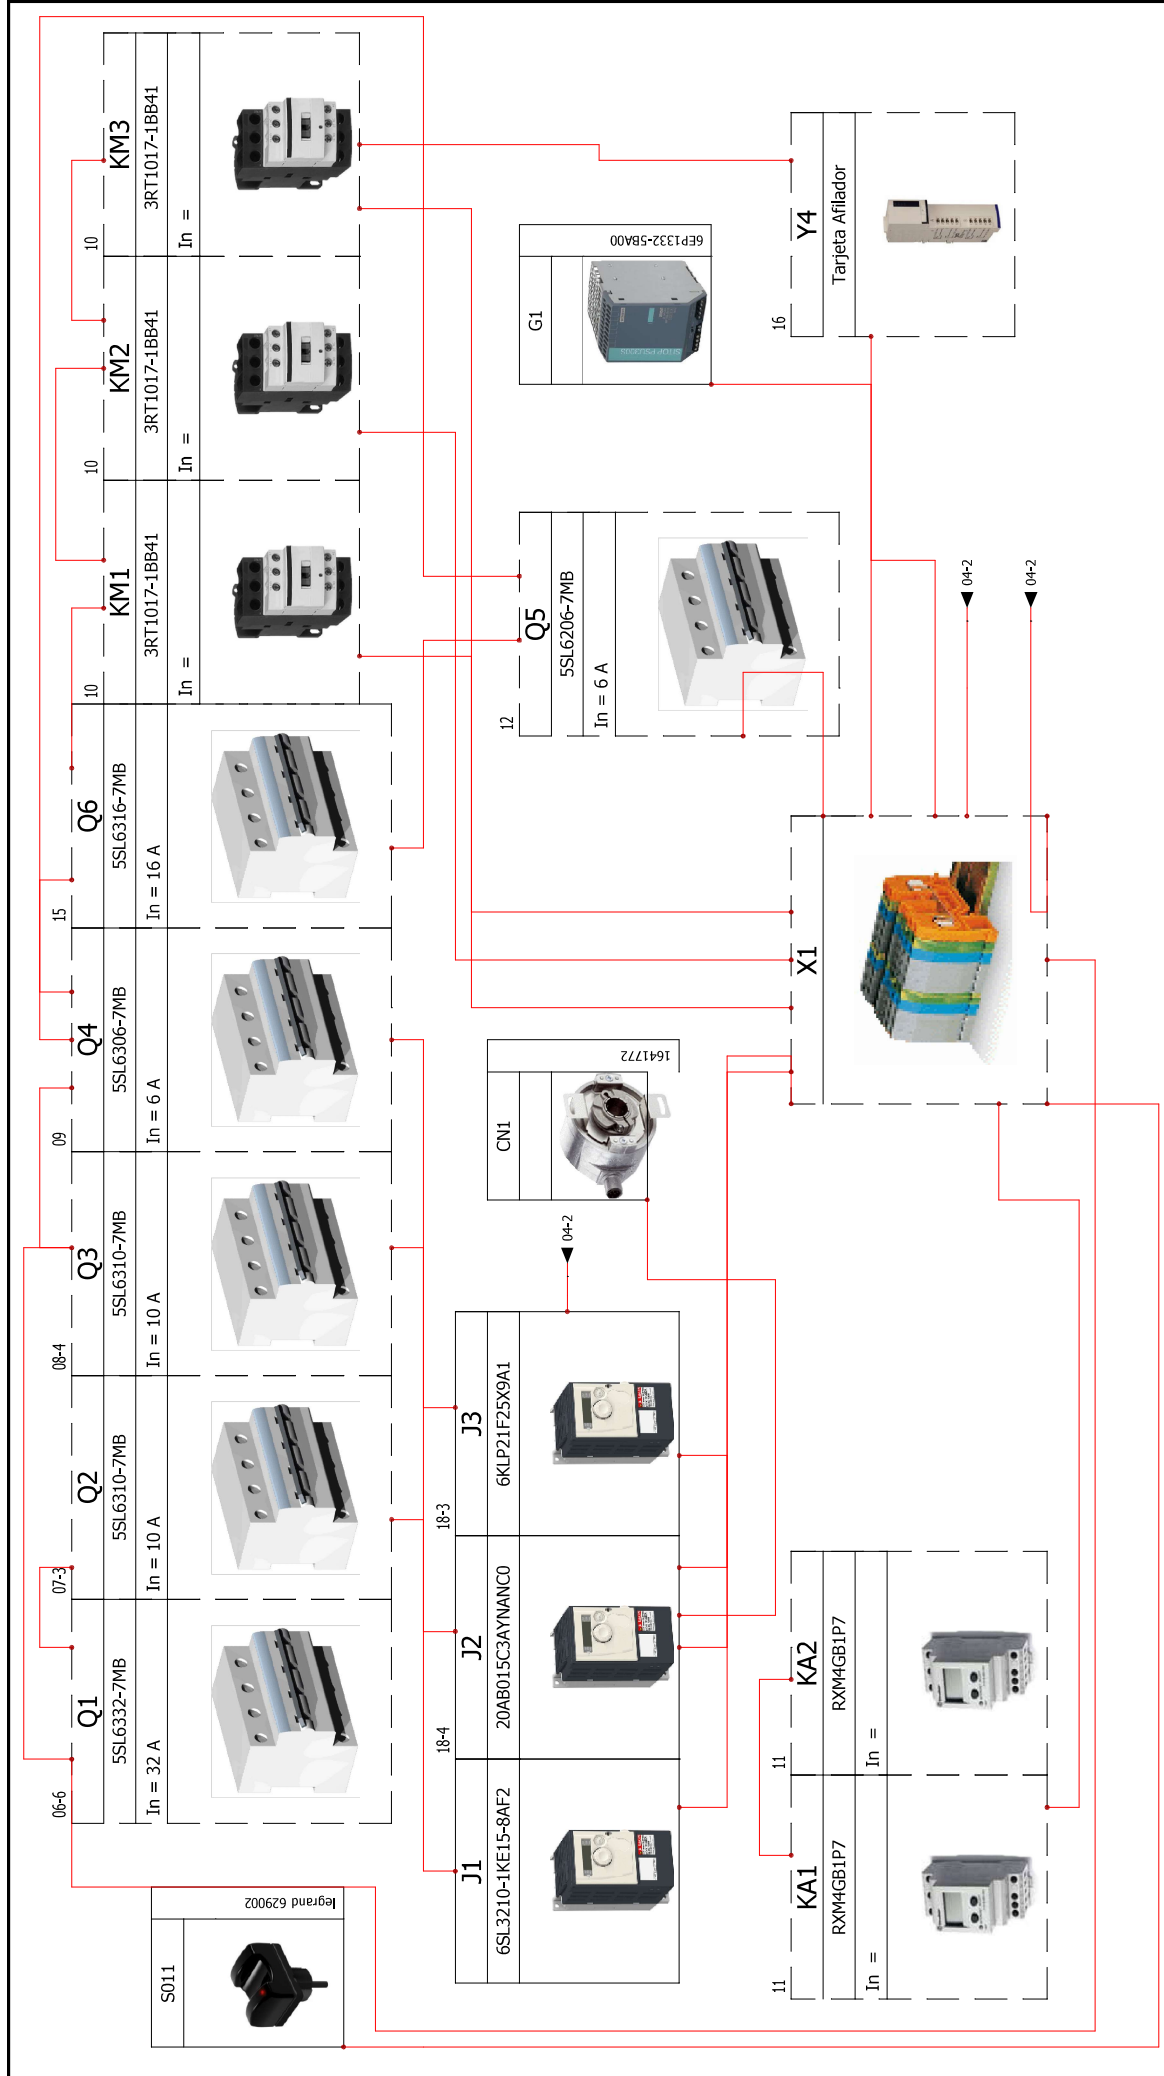 S011
legrand 629002
06-6
Q1
5SL6332-7MB
In = 32 A
07-3
Q2
5SL6310-7MB
In = 10 A
08-4
Q3
5SL6310-7MB
In = 10 A
09
Q4
5SL6306-7MB
In = 6 A
15
Q6
5SL6316-7MB
In = 16 A
10
KM1
3RT1017-1BB41
In =
10
KM2
3RT1017-1BB41
In =
10
KM3
3RT1017-1BB41
In =
J1
6SL3210-1KE15-8AF2
18-4
J2
20AB015C3AYNANC0
18-3
J3
6KLP21F25X9A1
04-2
CN1
1641772
12
Q5
5SL6206-7MB
In = 6 A
G1
6EP1332-5BA00
11
KA1
RXM4GB1P7
In =
11
KA2
RXM4GB1P7
In =
X1
04-2
04-2
16
Y4
Tarjeta Afilador